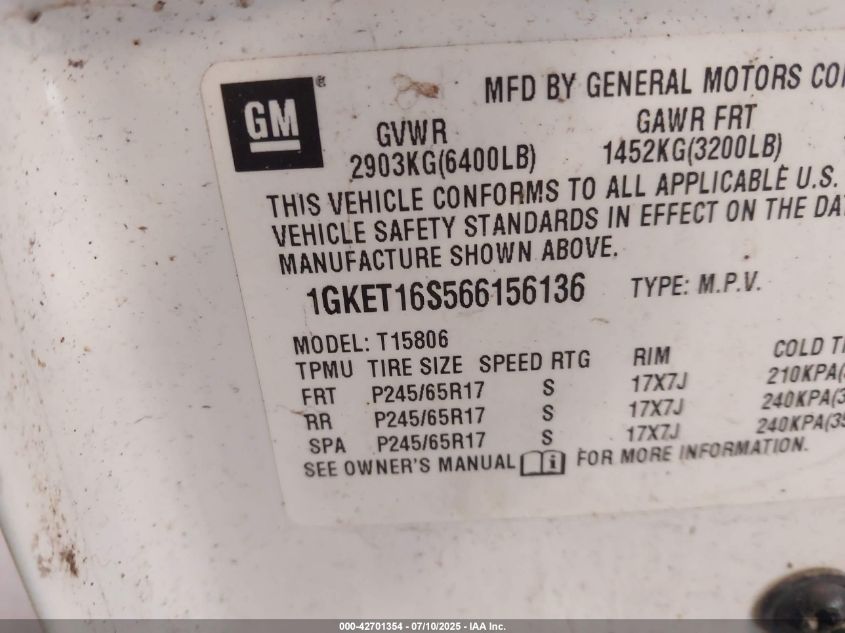 GM®
MFD BY GENERAL MOTORS
GVWR GAWR FRT
2903KG(6400LB) 1452KG(3200LB)
THIS VEHICLE CONFORMS TO ALL APPLICABLE U.S.
VEHICLE SAFETY STANDARDS IN EFFECT ON THE
MANUFACTURE SHOWN ABOVE.
1GKET16S566156136 TYPE: M.P.V.
MODEL: T15806
TPMU TIRE SIZE SPEED RTG RIM COLD
FRT P245/65R17 S 17X7J 210KPA
RR P245/65R17 S 17X7J 240KPA
SPA P245/65R17 S 17X7J 240KPA
SEE OWNER'S MANUAL i FOR MORE INFORMATION.
000-42701354 - 07/10/2025 - IAA Inc.